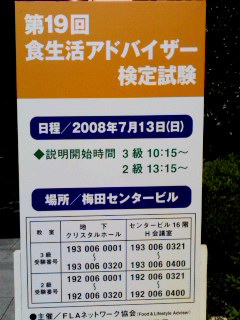 第19回
食生活アドバイザー
検定試験
日程／2008年7月13日(日)
◆説明開始時間 3級 10:15～
2級 13:15～
場所／梅田センタービル
教室 地下 クリスタルホール センタービル16階 H会議室
3級 受験番号 193 006 0001 ～ 193 006 0320 193 006 0321 ～ 193 006 0400
2級 受験番号 192 006 0001 ～ 192 006 0320 192 006 0321 ～ 192 006 0400
●主催／FLAネットワーク協会(Food & Lifestyle Adviser)